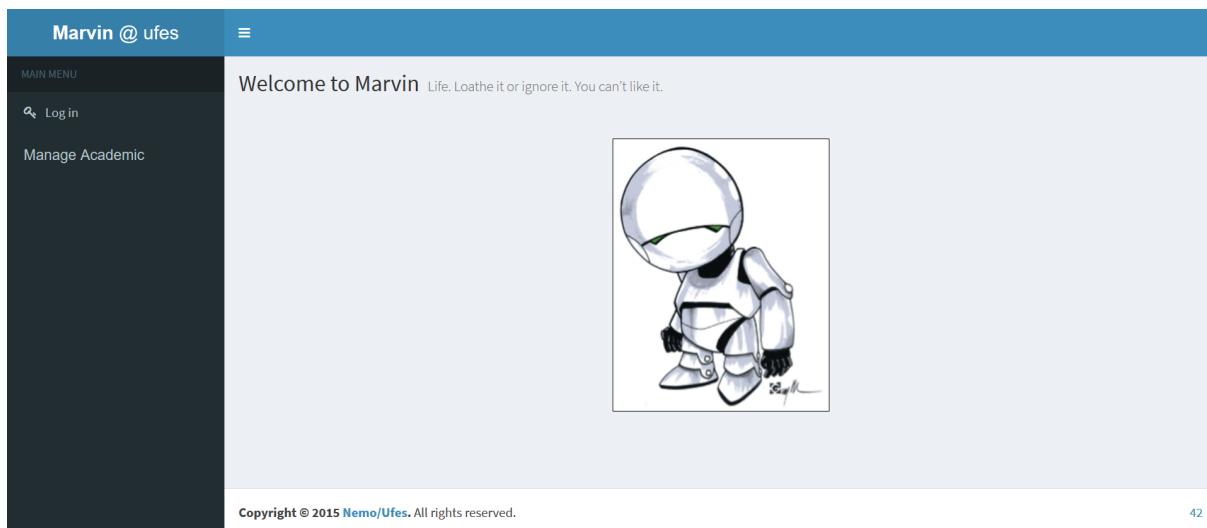 Marvin @ ufes
MAIN MENU
Log in
Manage Academic
Welcome to Marvin Life. Loathe it or ignore it. You can't like it.
Copyright © 2015 Nemo/Ufes. All rights reserved.
42